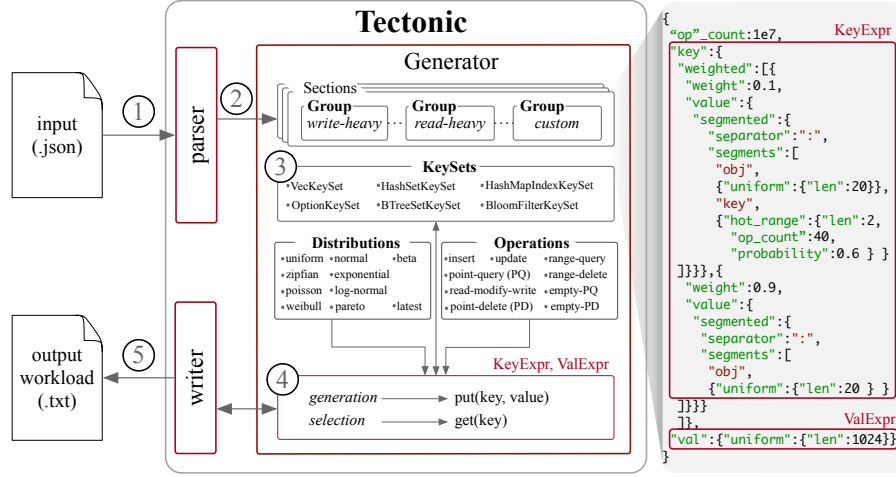 Tectonic
Generator
Sections
Group
write-heavy
Group
read-heavy
Group
custom
1
2
input
(.json)
parser
3
KeySets
•VecKeySet •HashSetKeySet •HashMapIndexKeySet
•OptionKeySet •BTreeSetKeySet •BloomFilterKeySet
Distributions
•uniform •normal •beta
•zipfian •exponential
•poisson •log-normal
•weibull •pareto •latest
Operations
•insert •update •range-query
•point-query (PQ) •range-delete
•read-modify-write •empty-PQ
•point-delete (PD) •empty-PD
5
output
workload
(.txt)
writer
KeyExpr, ValExpr
4
generation put(key, value)
selection get(key)
{
"op”_count:1e7,
KeyExpr
"key":{
"weighted":[{
"weight":0.1,
"value":{
"segmented":{
"separator":":",
"segments":[
"obj",
{"uniform":{"len":20}},
"key",
{"hot_range":{"len":2,
"op_count”:40,
"probability":0.6 } }
]}}},{
"weight":0.9,
"value":{
"segmented":{
"separator":":",
"segments":[
"obj",
{"uniform":{"len":20 } }
]}}}
]},
ValExpr
"val":{"uniform":{"len":1024}}
}